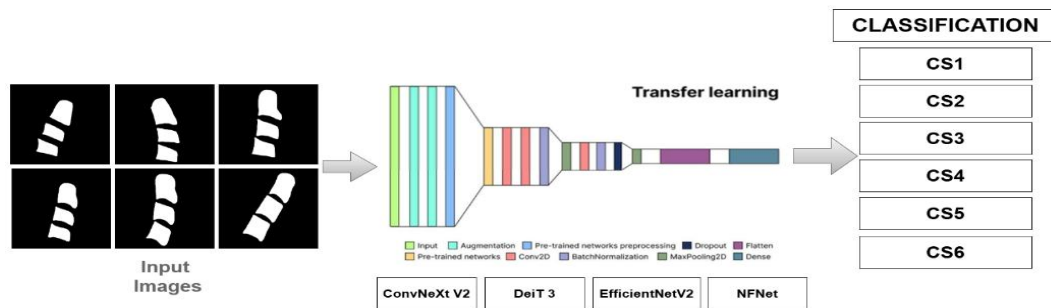 CLASSIFICATION
CS1
CS2
CS3
CS4
CS5
CS6
Transfer learning
Input Augmentation Pre-trained networks preprocessing Dropout Flatten
Pre-trained networks Conv2D BatchNormalization MaxPooling2D Dense
Input
Images
ConvNeXt V2 DeiT 3 EfficientNetV2 NFNet